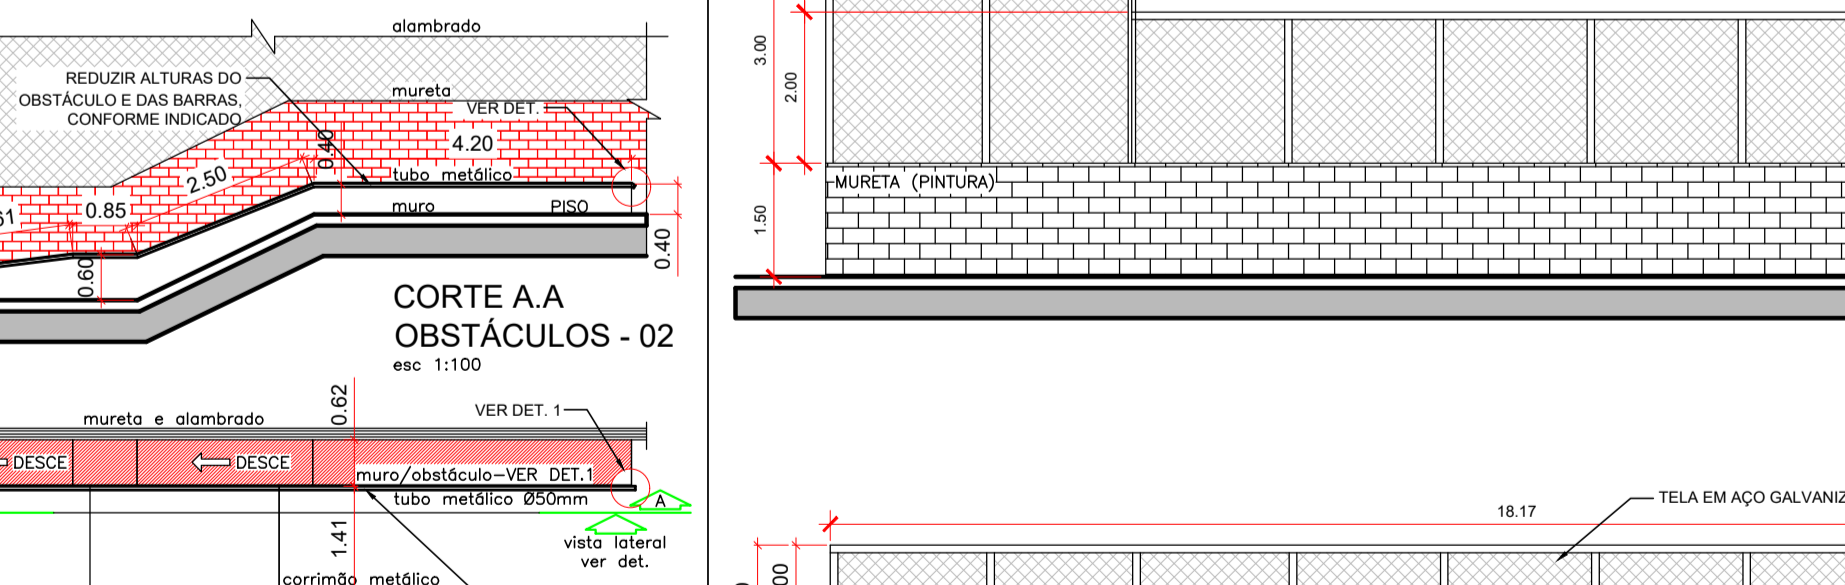 alambrado
REDUZIR ALTURAS DO
OBSTÁCULO E DAS BARRAS,
CONFORME INDICADO
mureta
VER DET.
0.40
4.20
2.50
tubo metálico
0.85
61
muro
PISO
0.60
0.40
CORTE A.A
OBSTÁCULOS - 02
esc 1:100
0.62
mureta e alambrado
VER DET. 1
DESCE
DESCE
muro/obstáculo-VER DET.1
tubo metálico Ø50mm
A
1.41
vista lateral
ver det.
corrimão metálico
3.00
2.00
MURETA (PINTURA)
1.50
18.17
TELA EM AÇO GALVANIZ
00